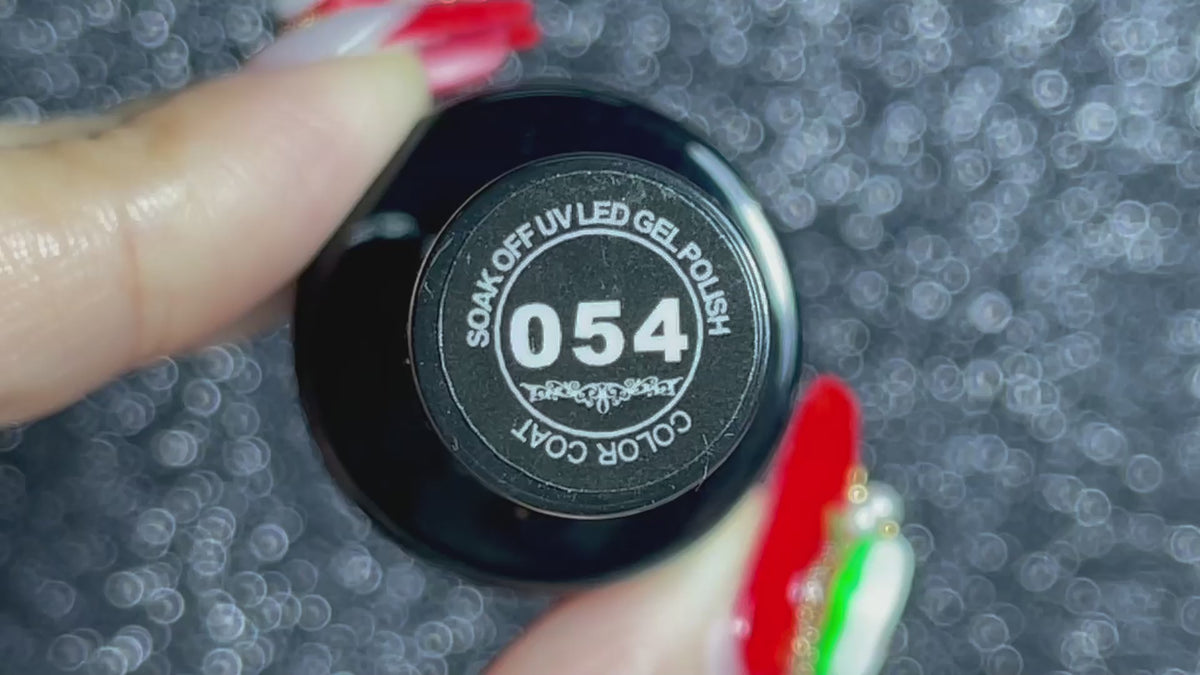 SOAK OFF UV LED GEL POLISH
054
COLOR COAT